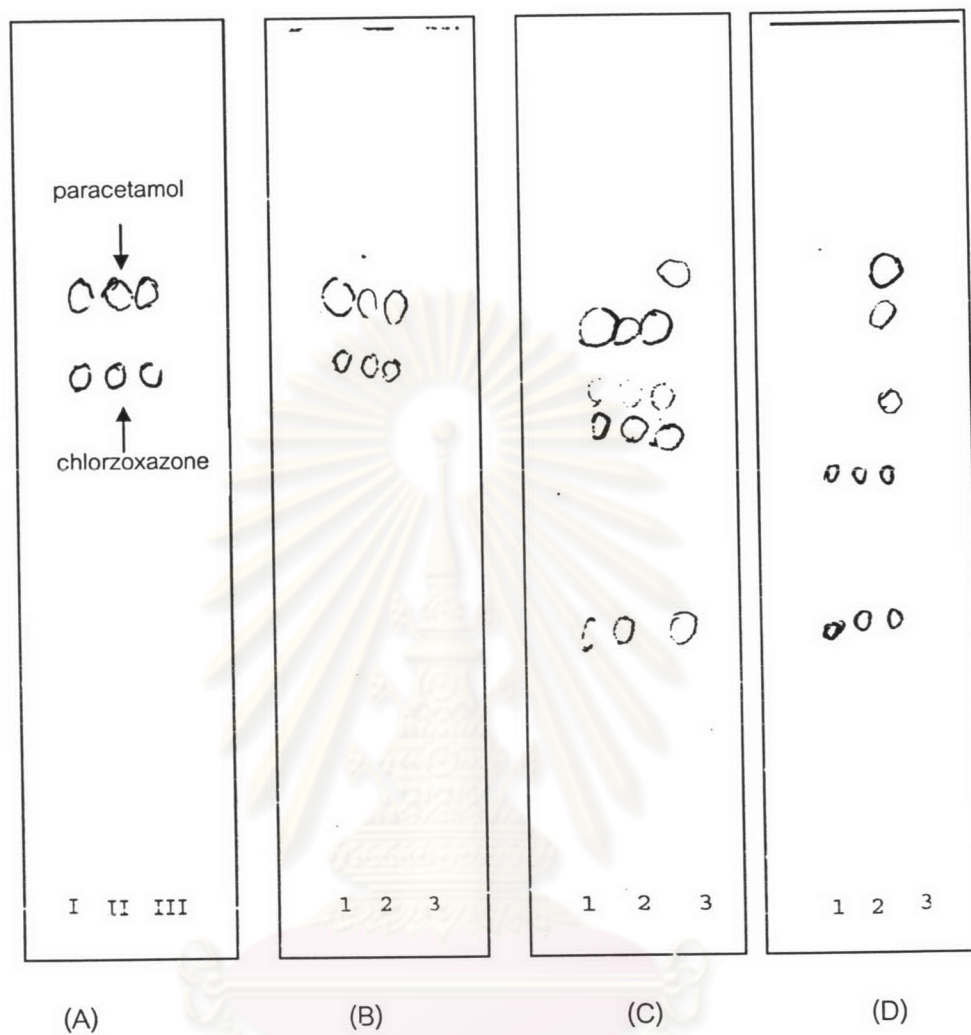 paracetamol
chlorzoxazone
I II III
1 2 3
1 2 3
1 2 3
(A)
(B)
(C)
(D)